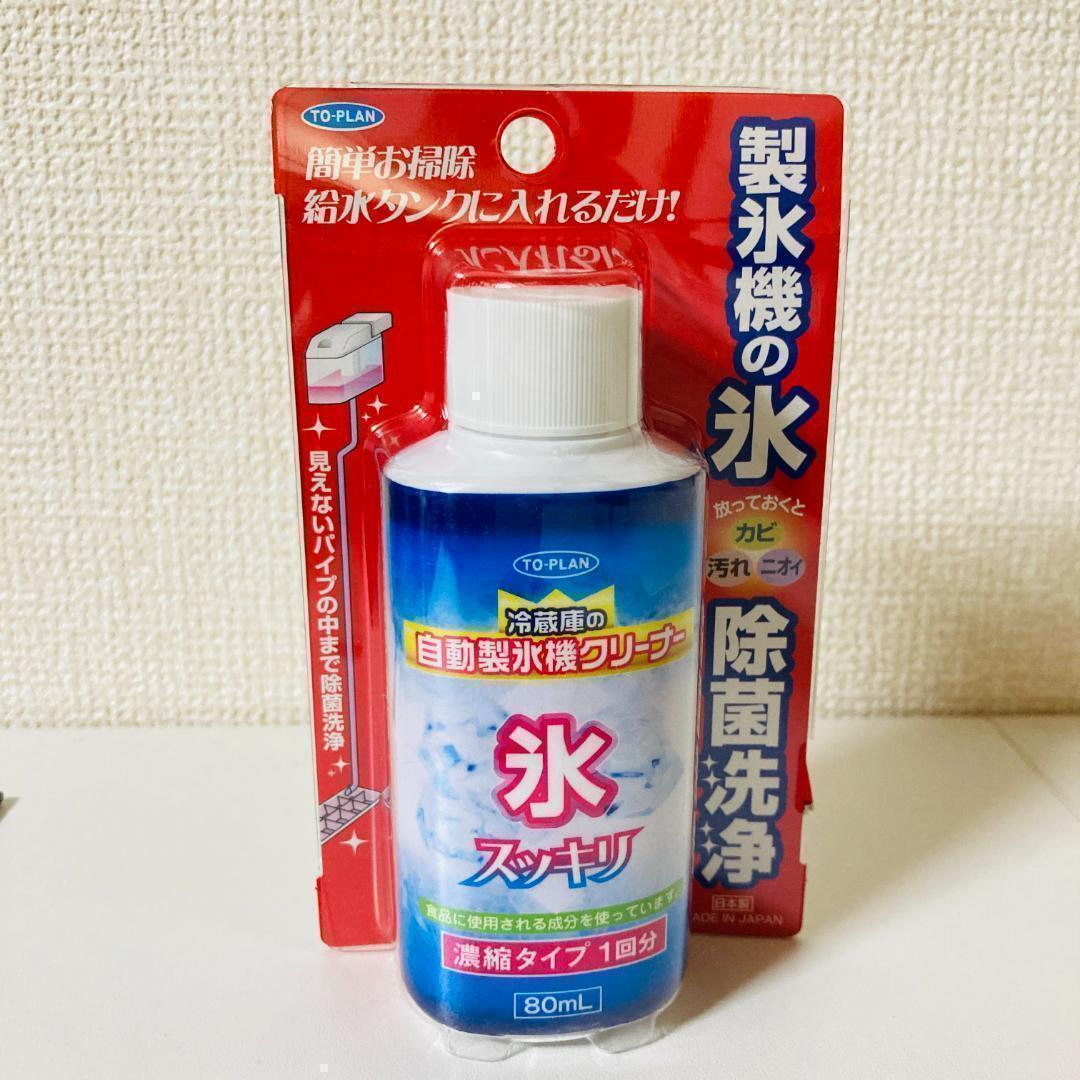 TO-PLAN
簡単お掃除
給水タンクに入れるだけ!
製氷機の氷
放っておくと
カビ
汚れ ニオイ
除菌洗浄
日本製
MADE IN JAPAN
見えないパイプの中まで除菌洗浄
TO-PLAN
冷蔵庫の
自動製氷機クリーナー
氷
スッキリ
食品に使用される成分を使っています。
濃縮タイプ 1回分
80mL